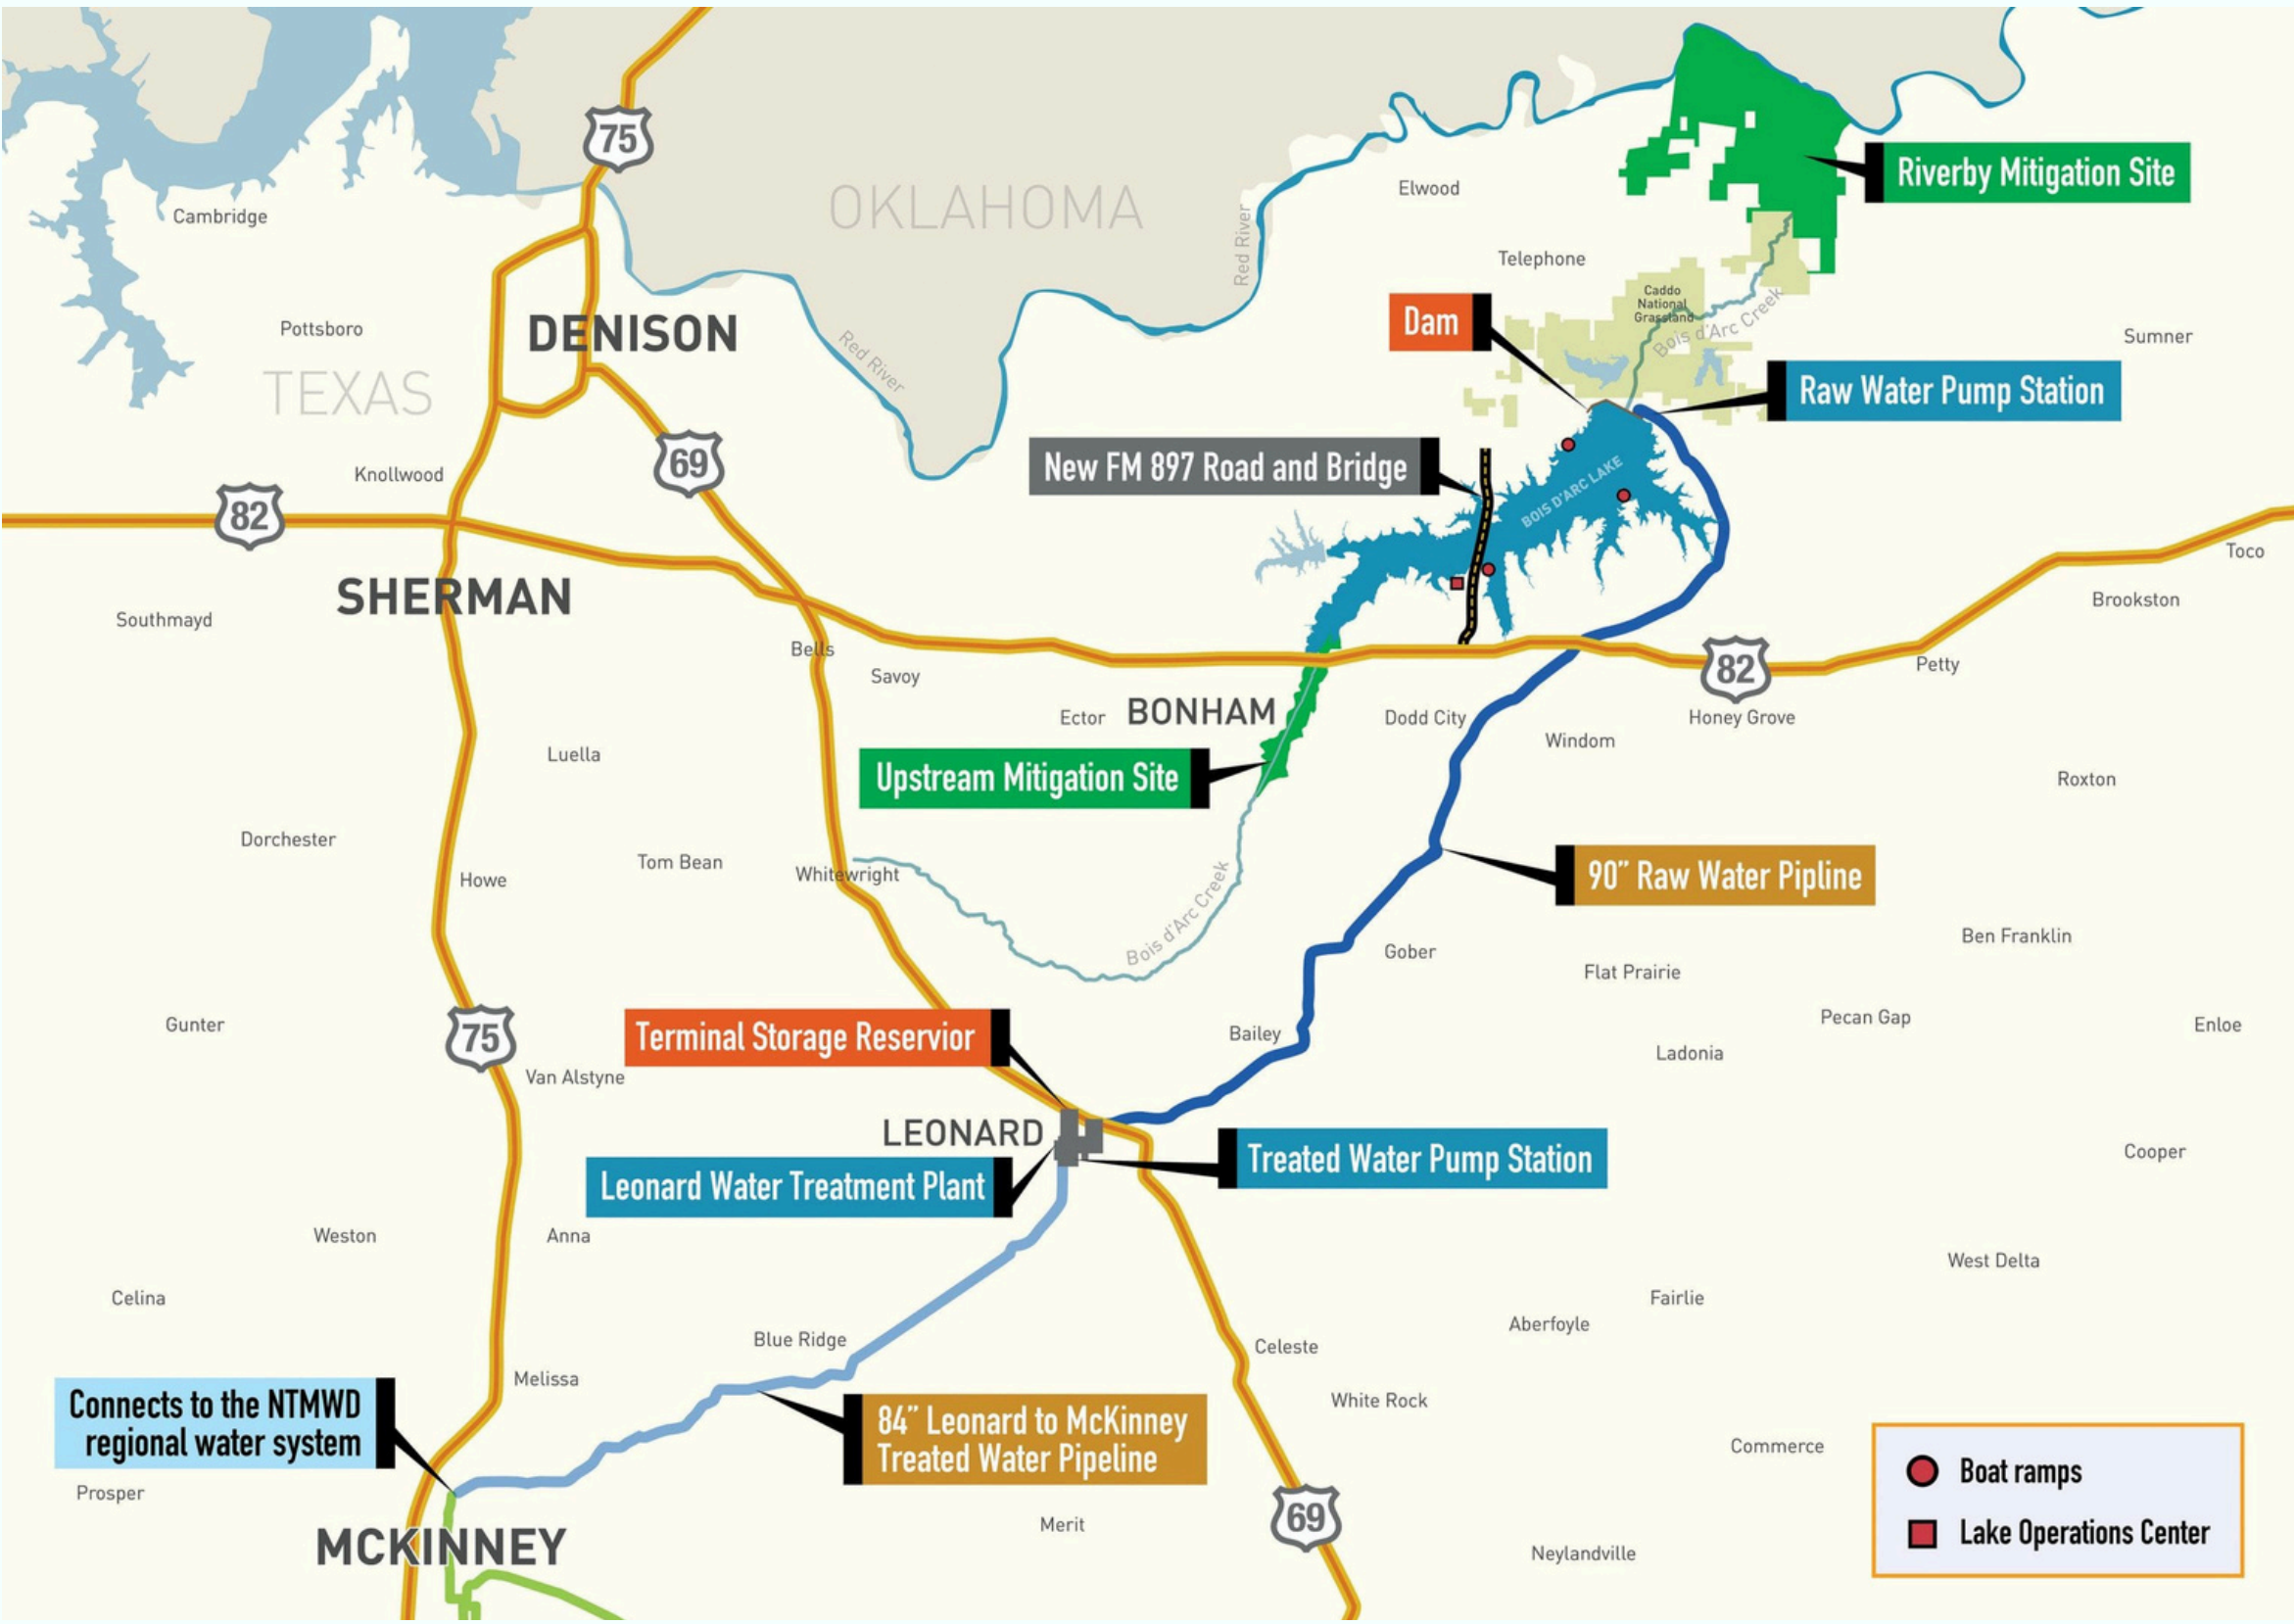 75
Riverby Mitigation Site
Elwood
OKLAHOMA
Cambridge
Red River
Telephone
Caddo
National
Grassland
Bois d'Arc Creek
Dam
Pottsboro
DENISON
Sumner
Red River
TEXAS
Raw Water Pump Station
Knollwood
69
New FM 897 Road and Bridge
BOIS D'ARC LAKE
82
Toco
SHERMAN
Brookston
Southmayd
Bells
Savoy
82
Petty
Ector
BONHAM
Dodd City
Honey Grove
Windom
Luella
Upstream Mitigation Site
Roxton
Dorchester
Tom Bean
Howe
Whitewright
90” Raw Water Pipline
Bois d'Arc Creek
Ben Franklin
Gober
Flat Prairie
Gunter
75
Terminal Storage Reservior
Bailey
Pecan Gap
Enloe
Ladonia
Van Alstyne
LEONARD
Treated Water Pump Station
Cooper
Leonard Water Treatment Plant
Weston
Anna
West Delta
Celina
Fairlie
Aberfoyle
Blue Ridge
Celeste
Melissa
White Rock
Connects to the NTMWD
regional water system
84” Leonard to McKinney
Treated Water Pipeline
Commerce
Prosper
Merit
69
MCKINNEY
Neylandville
Boat ramps
Lake Operations Center